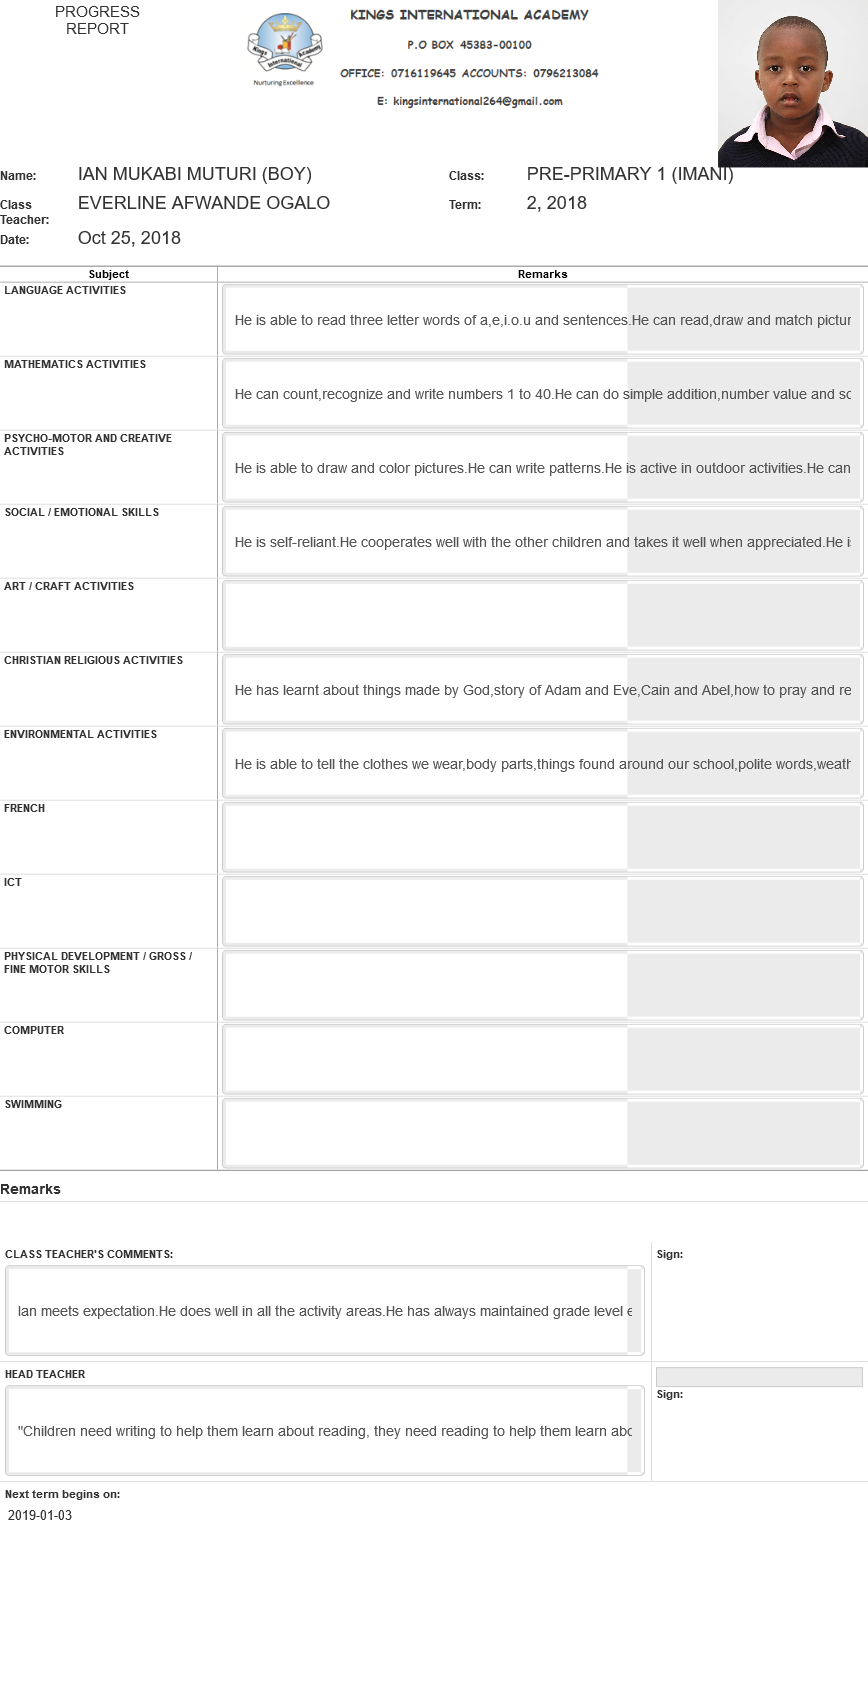 PROGRESS
REPORT
KINGS INTERNATIONAL ACADEMY
P.O BOX 45383-00100
OFFICE: 0716119645 ACCOUNTS: 0796213084
E: kingsinternational264@gmail.com
Kings International Academy
Nurturing Excellence
Name: IAN MUKABI MUTURI (BOY) Class: PRE-PRIMARY 1 (IMANI)
Class Teacher: EVERLINE AFWANDE OGALO Term: 2, 2018
Date: Oct 25, 2018
Subject Remarks
LANGUAGE ACTIVITIES
He is able to read three letter words of a,e,i.o.u and sentences.He can read,draw and match pictur
MATHEMATICS ACTIVITIES
He can count,recognize and write numbers 1 to 40.He can do simple addition,number value and sc
PSYCHO-MOTOR AND CREATIVE
ACTIVITIES
He is able to draw and color pictures.He can write patterns.He is active in outdoor activities.He can
SOCIAL / EMOTIONAL SKILLS
He is self-reliant.He cooperates well with the other children and takes it well when appreciated.He i
ART / CRAFT ACTIVITIES
CHRISTIAN RELIGIOUS ACTIVITIES
He has learnt about things made by God,story of Adam and Eve,Cain and Abel,how to pray and re
ENVIRONMENTAL ACTIVITIES
He is able to tell the clothes we wear,body parts,things found around our school,polite words,weath
FRENCH
ICT
PHYSICAL DEVELOPMENT / GROSS /
FINE MOTOR SKILLS
COMPUTER
SWIMMING
Remarks
CLASS TEACHER'S COMMENTS: Sign:
Ian meets expectation.He does well in all the activity areas.He has always maintained grade level e
HEAD TEACHER
Sign:
"Children need writing to help them learn about reading, they need reading to help them learn abo
Next term begins on:
2019-01-03